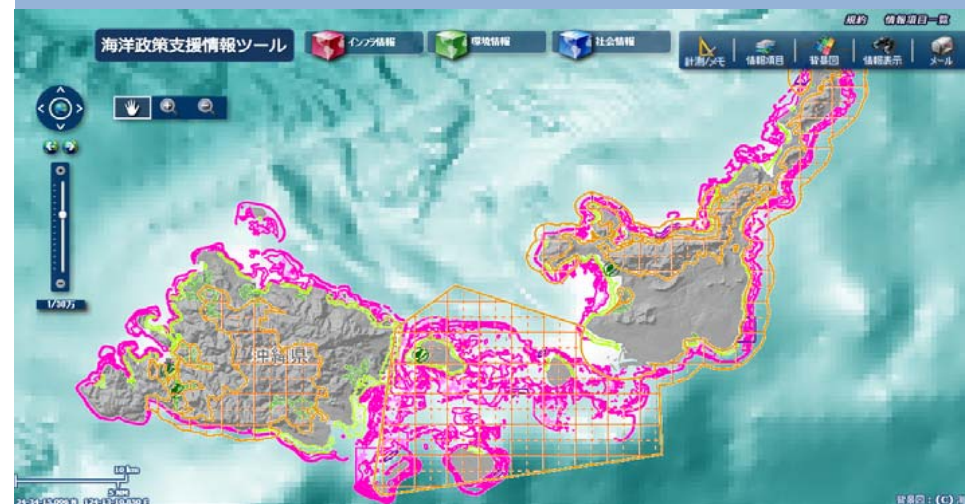 規約 情報項目一覧
海洋政策支援情報ツール
インフラ情報
環境情報
社会情報
計測/メモ
情報項目
背景図
情報表示
メール
1/30万
沖縄県
10 km
5 NM
背景図：(C)